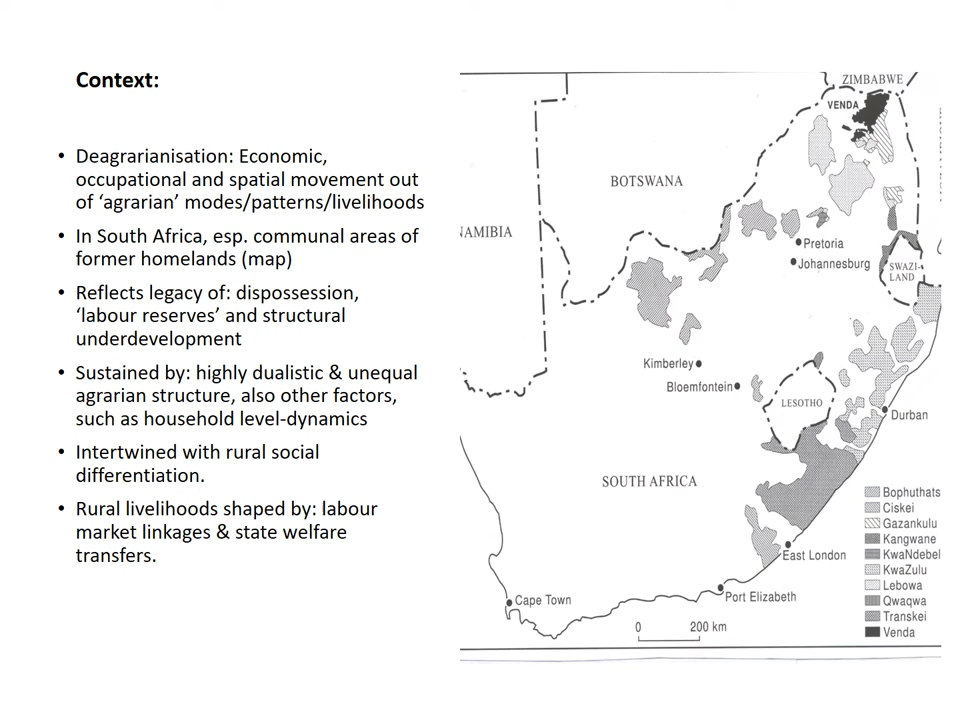 Context:
• Deagrarianisation: Economic,
occupational and spatial movement out
of ‘agrarian’ modes/patterns/livelihoods
• In South Africa, esp. communal areas of
former homelands (map)
• Reflects legacy of: dispossession,
‘labour reserves’ and structural
underdevelopment
• Sustained by: highly dualistic & unequal
agrarian structure, also other factors,
such as household level-dynamics
• Intertwined with rural social
differentiation.
• Rural livelihoods shaped by: labour
market linkages & state welfare
transfers.
ZIMBABWE
VENDA
BOTSWANA
NAMIBIA
Pretoria
Johannesburg
SWAZI-
LAND
Kimberley
Bloemfontein
LESOTHO
Durban
SOUTH AFRICA
East London
Port Elizabeth
Cape Town
0 200 km
Bophuthats
Ciskei
Gazankulu
Kangwane
KwaNdebel
KwaZulu
Lebowa
Qwaqwa
Transkei
Venda